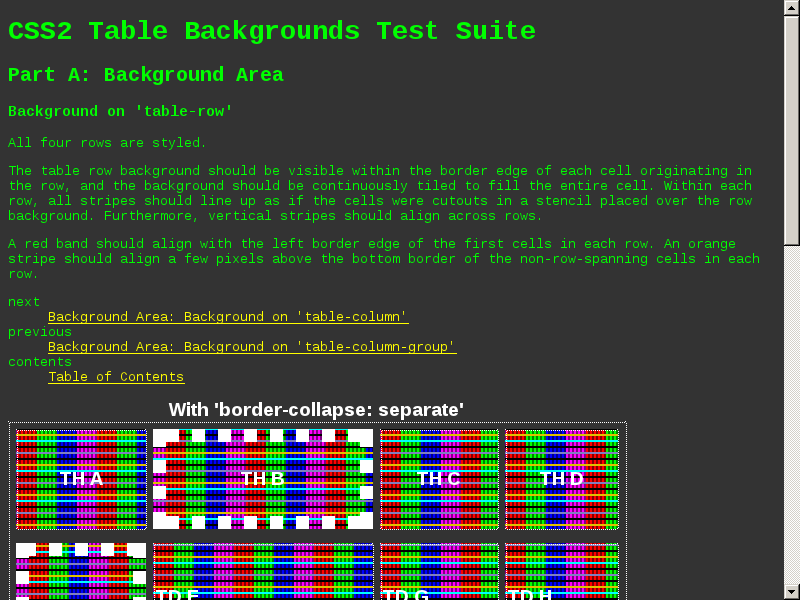 CSS2 Table Backgrounds Test Suite
Part A: Background Area
Background on 'table-row'
All four rows are styled.
The table row background should be visible within the border edge of each cell originating in
the row, and the background should be continuously tiled to fill the entire cell. Within each
row, all stripes should line up as if the cells were cutouts in a stencil placed over the row
background. Furthermore, vertical stripes should align across rows.
A red band should align with the left border edge of the first cells in each row. An orange
stripe should align a few pixels above the bottom border of the non-row-spanning cells in each
row.
next
Background Area: Background on 'table-column'
previous
Background Area: Background on 'table-column-group'
contents
Table of Contents
With 'border-collapse: separate'
TH A TH B TH C TH D
TD E TD G TD H